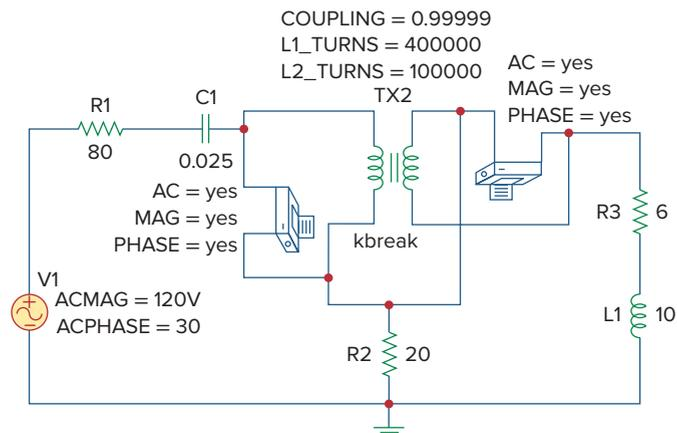 COUPLING = 0.99999
L1_TURNS = 400000
L2_TURNS = 100000
TX2
AC = yes
MAG = yes
PHASE = yes
R1
80
C1
0.025
AC = yes
MAG = yes
PHASE = yes
kbreak
R3
6
V1
ACMAG = 120V
ACPHASE = 30
L1
10
R2
20